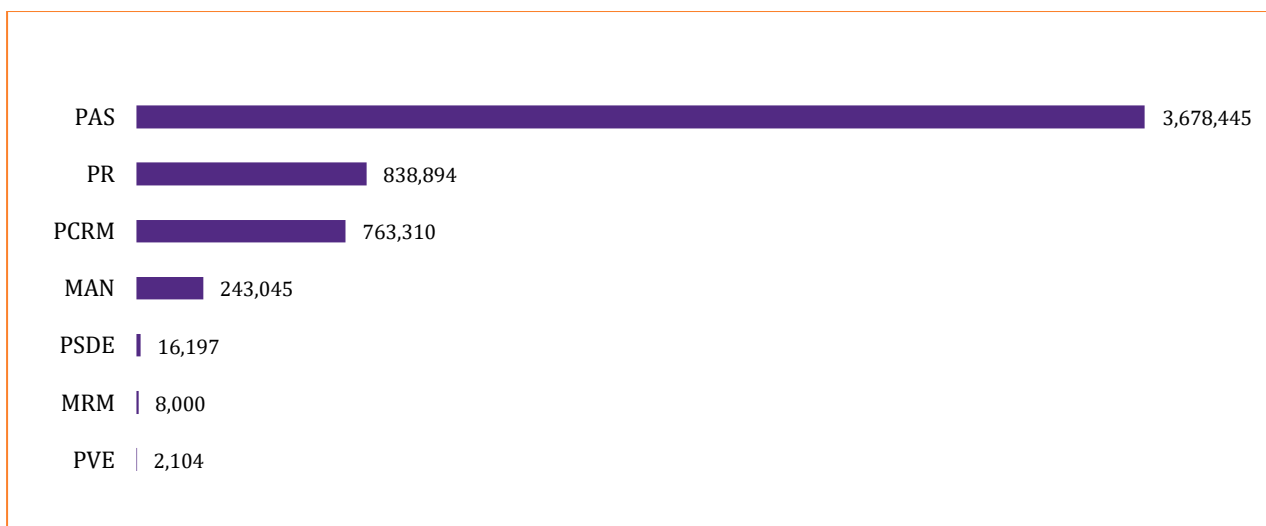 PAS 3,678,445
PR 838,894
PCRM 763,310
MAN 243,045
PSDE 16,197
MRM 8,000
PVE 2,104